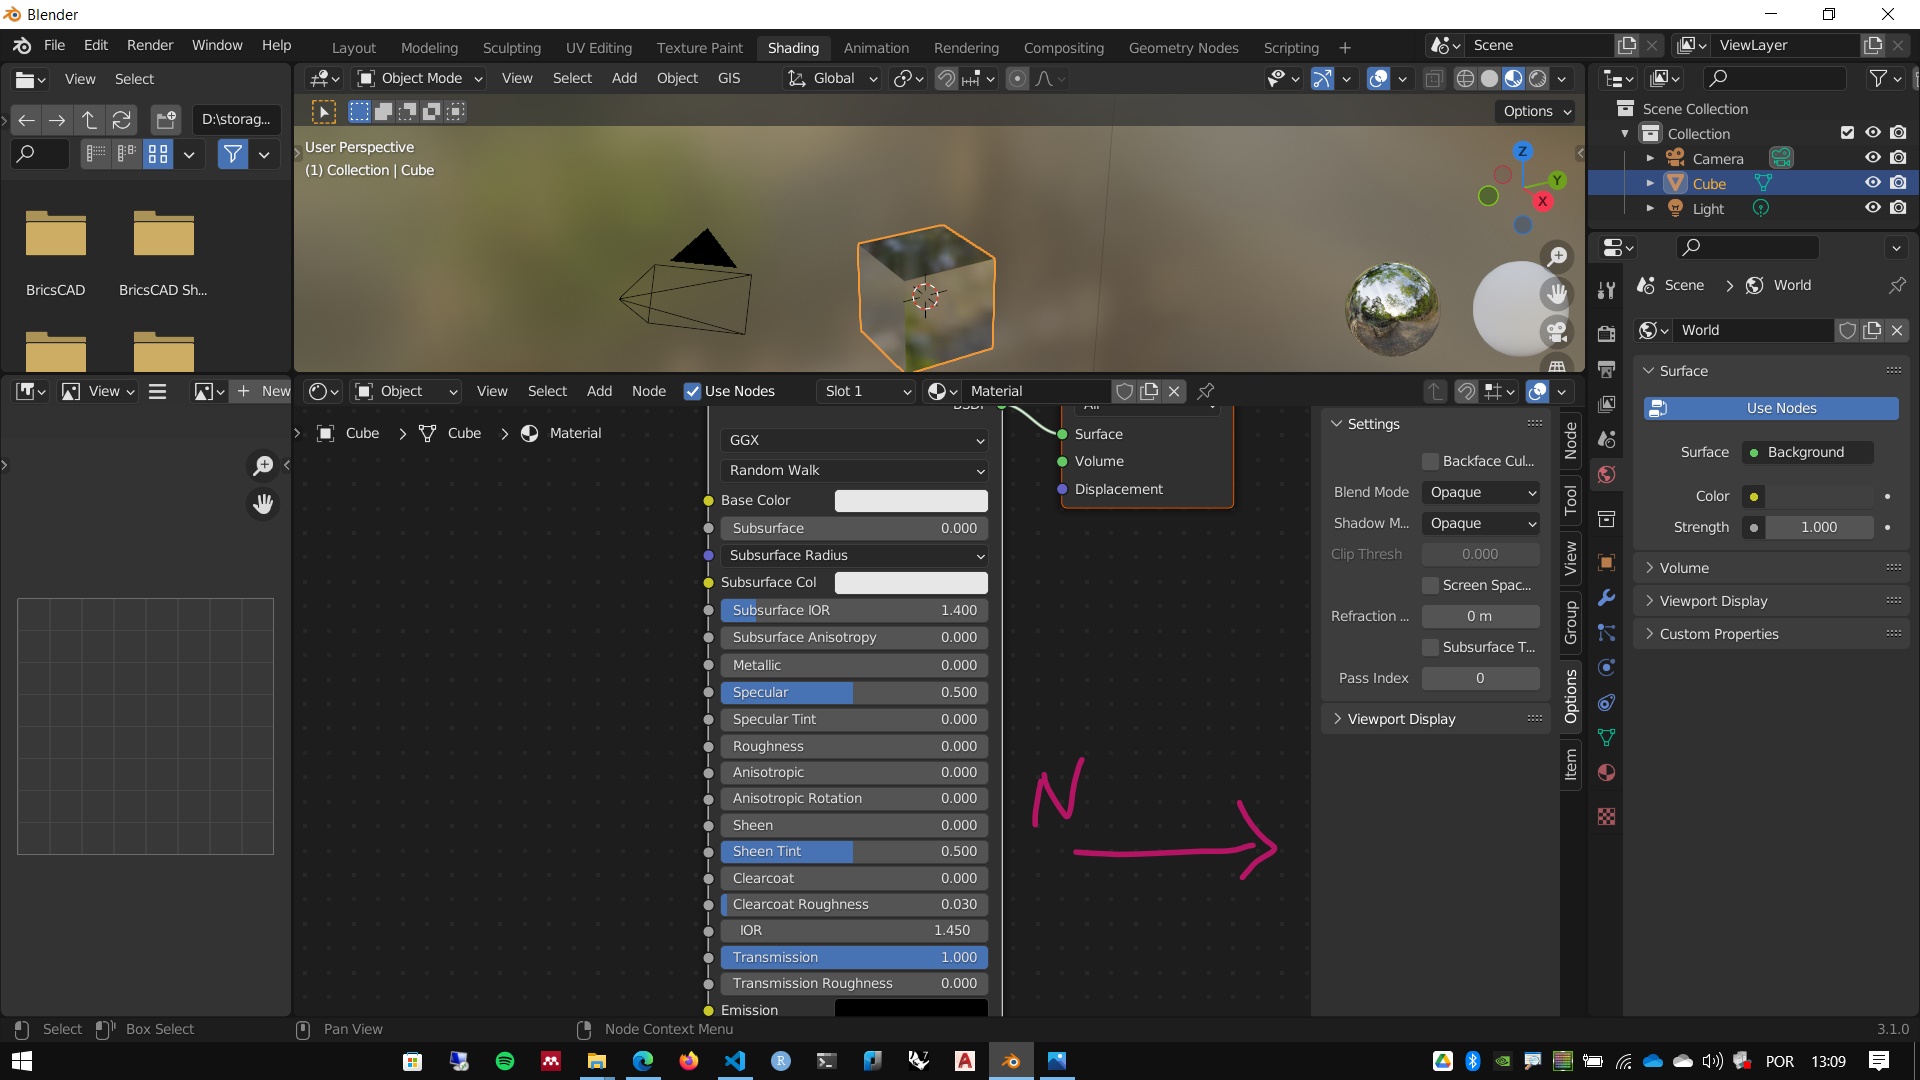 Blender
File Edit Render Window Help
Layout Modeling Sculpting UV Editing Texture Paint Shading Animation Rendering Compositing Geometry Nodes Scripting +
Scene
ViewLayer
View Select
Object Mode View Select Add Object GIS Global
D:\storag...
Options
User Perspective
(1) Collection | Cube
Z
Y
X
BricsCAD
BricsCAD Sh...
Scene Collection
Collection
Camera
Cube
Light
Scene > World
World
Surface
Use Nodes
Surface Background
Color
Strength 1.000
Volume
Viewport Display
Custom Properties
View
+ New
Object View Select Add Node Use Nodes Slot 1 Material
Cube > Cube > Material
BSDF
GGX
Random Walk
Base Color
Subsurface 0.000
Subsurface Radius
Subsurface Col
Subsurface IOR 1.400
Subsurface Anisotropy 0.000
Metallic 0.000
Specular 0.500
Specular Tint 0.000
Roughness 0.000
Anisotropic 0.000
Anisotropic Rotation 0.000
Sheen 0.000
Sheen Tint 0.500
Clearcoat 0.000
Clearcoat Roughness 0.030
IOR 1.450
Transmission 1.000
Transmission Roughness 0.000
Emission
All
Surface
Volume
Displacement
N
Settings
Backface Cul...
Blend Mode Opaque
Shadow M... Opaque
Clip Thresh 0.000
Screen Spac...
Refraction ... 0 m
Subsurface T...
Pass Index 0
Viewport Display
Node
Tool
View
Group
Options
Item
Select Box Select Pan View Node Context Menu 3.1.0
POR 13:09